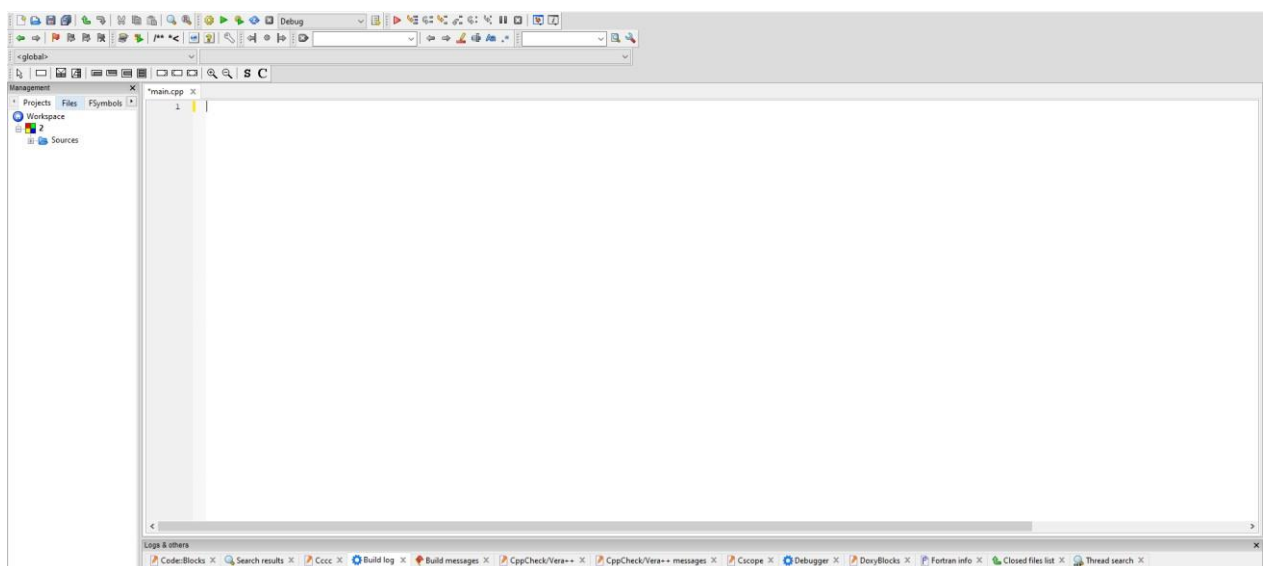 Debug
/** *<
.*
<global>
S C
Management X
*main.cpp X
Projects Files FSymbols
1
Workspace
2
Sources
Logs & others X
Code::Blocks X Search results X Cccc X Build log X Build messages X CppCheck/Vera++ X CppCheck/Vera++ messages X Cscope X Debugger X DoxyBlocks X Fortran info X Closed files list X Thread search X